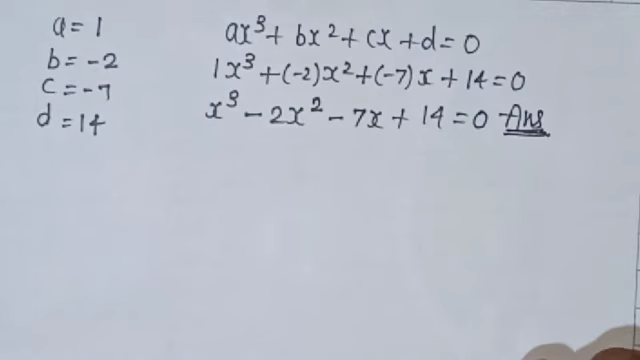 a = 1
b = -2
c = -7
d = 14
ax³ + bx² + cx + d = 0
1x³ + (-2)x² + (-7)x + 14 = 0
x³ - 2x² - 7x + 14 = 0 Ans